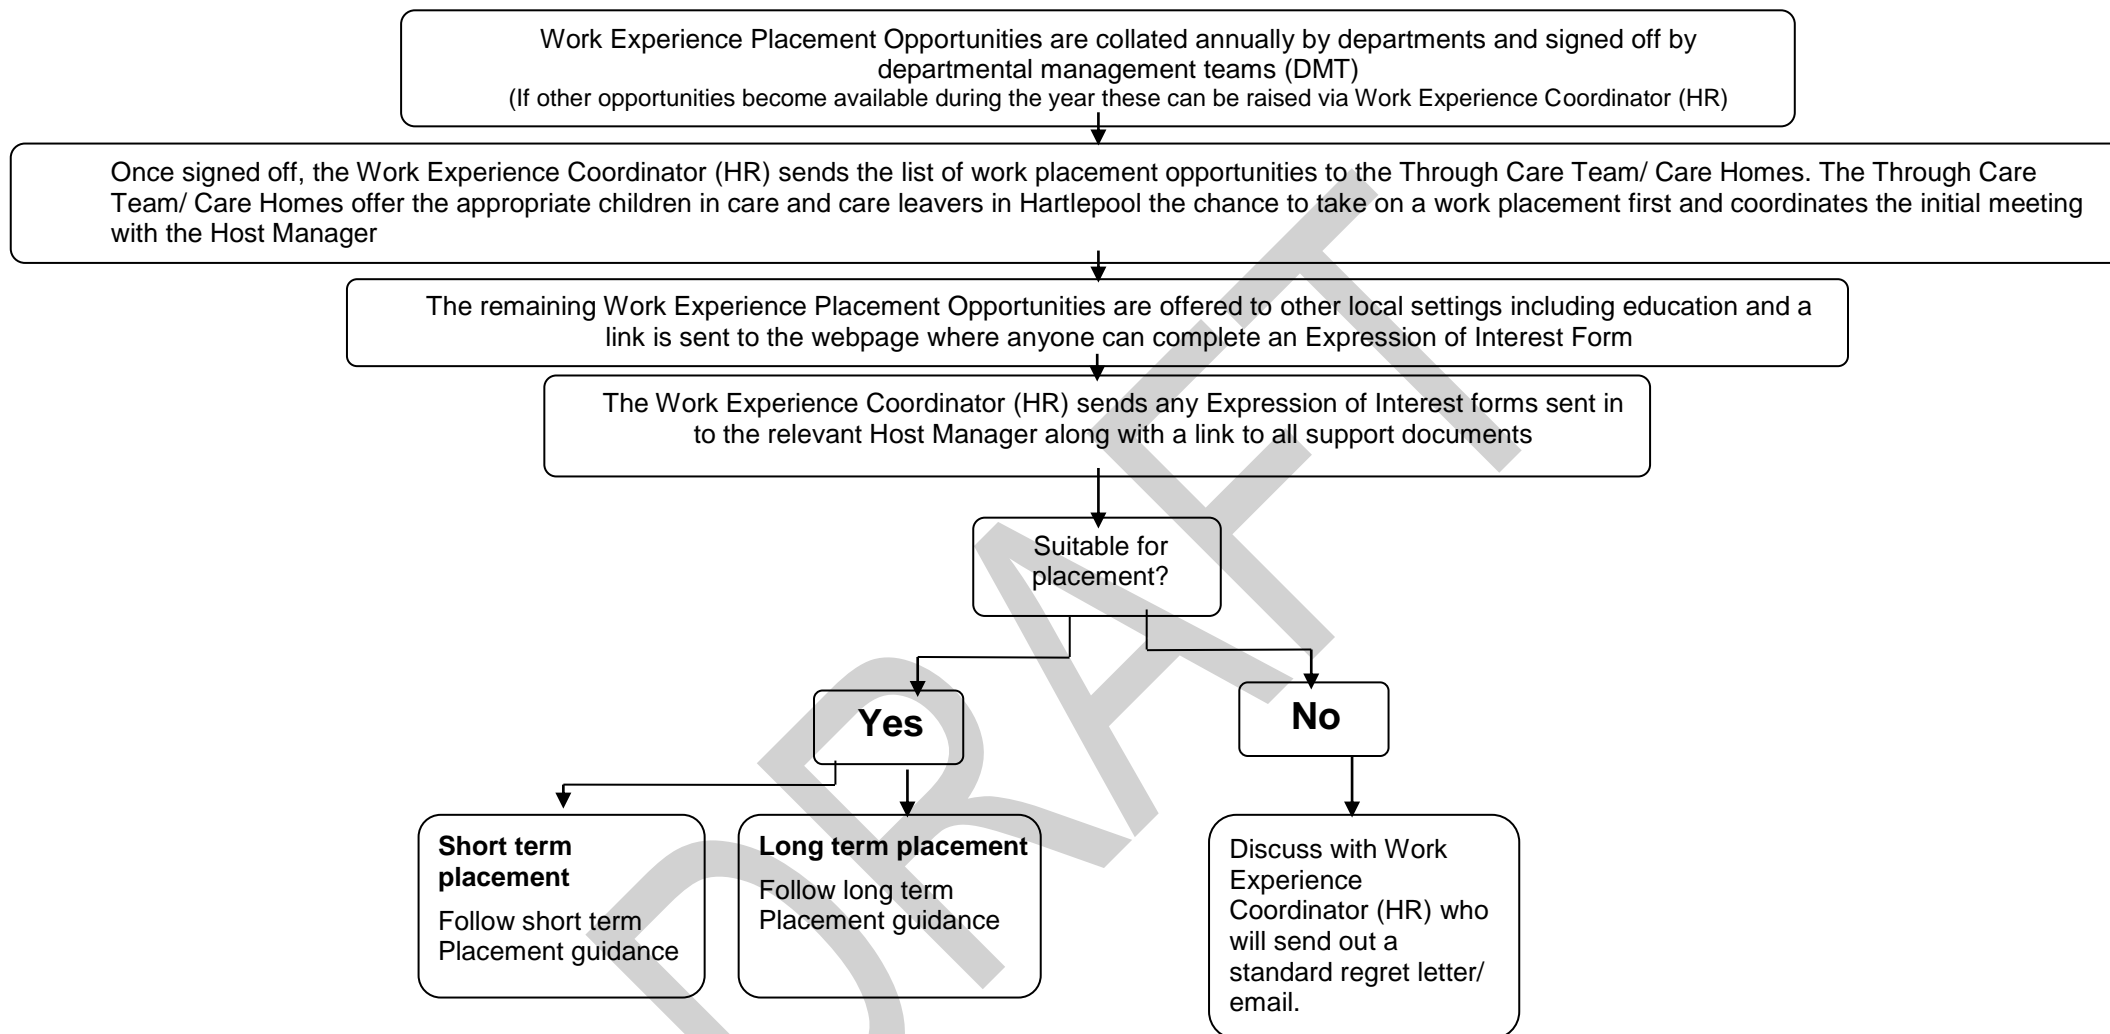 Work Experience Placement Opportunities are collated annually by departments and signed off by
departmental management teams (DMT)
(If other opportunities become available during the year these can be raised via Work Experience Coordinator (HR)
Once signed off, the Work Experience Coordinator (HR) sends the list of work placement opportunities to the Through Care Team/ Care Homes. The Through Care
Team/ Care Homes offer the appropriate children in care and care leavers in Hartlepool the chance to take on a work placement first and coordinates the initial meeting
with the Host Manager
The remaining Work Experience Placement Opportunities are offered to other local settings including education and a
link is sent to the webpage where anyone can complete an Expression of Interest Form
The Work Experience Coordinator (HR) sends any Expression of Interest forms sent in
to the relevant Host Manager along with a link to all support documents
Suitable for
placement?
Yes
No
Short term
placement
Follow short term
Placement guidance
Long term placement
Follow long term
Placement guidance
Discuss with Work
Experience
Coordinator (HR) who
will send out a
standard regret letter/
email.
DRAFT